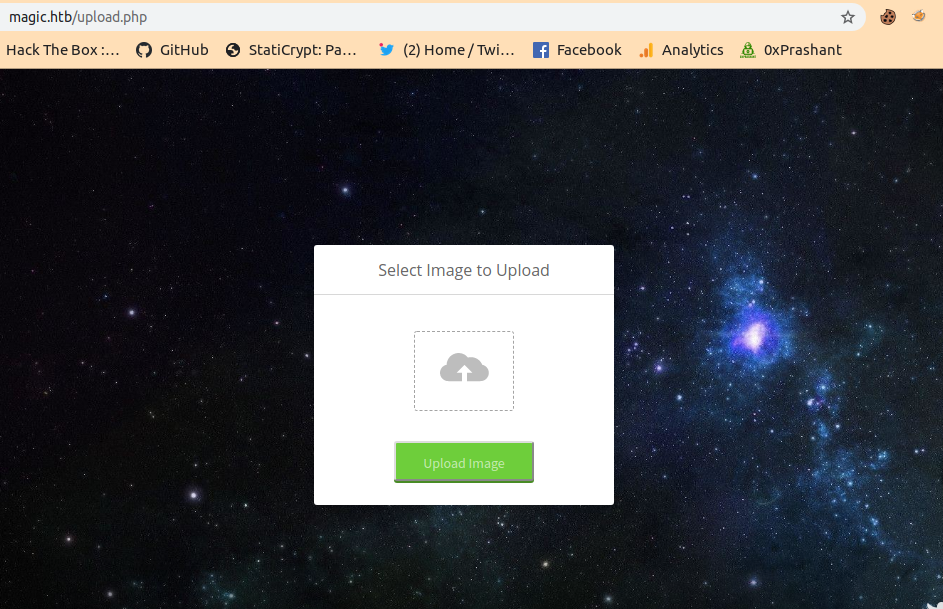 magic.htb/upload.php
Hack The Box :... GitHub StatiCrypt: Pa... (2) Home / Twi... Facebook Analytics 0xPrashant
Select Image to Upload
Upload Image